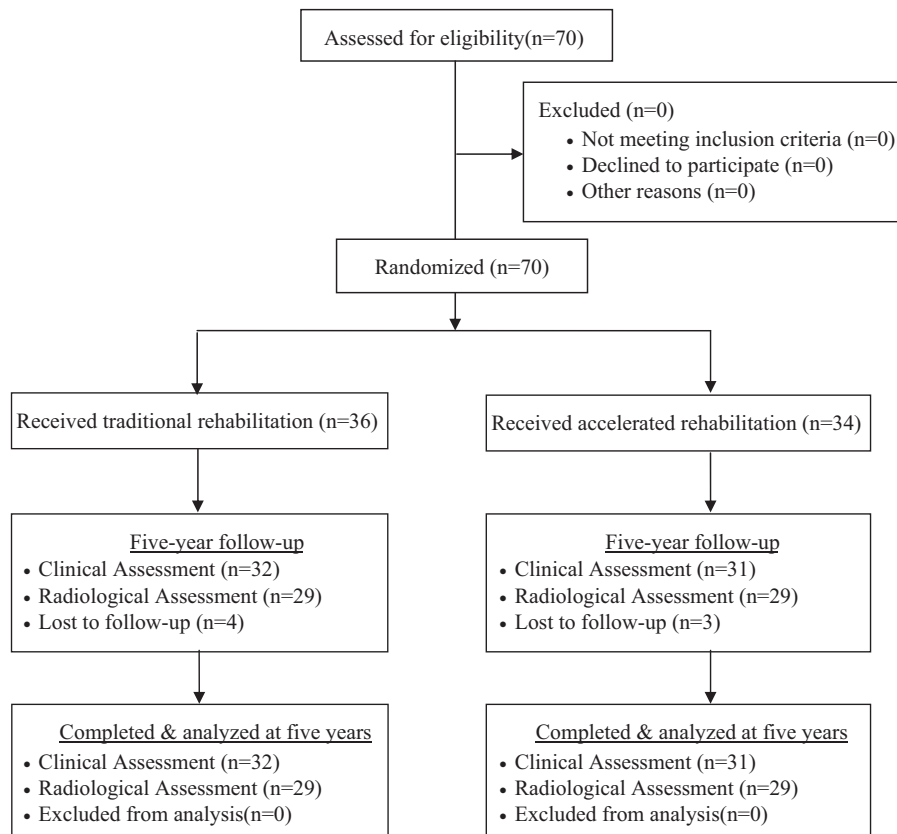 Assessed for eligibility(n=70)
Excluded (n=0)
• Not meeting inclusion criteria (n=0)
• Declined to participate (n=0)
• Other reasons (n=0)
Randomized (n=70)
Received traditional rehabilitation (n=36)
Received accelerated rehabilitation (n=34)
Five-year follow-up
• Clinical Assessment (n=32)
• Radiological Assessment (n=29)
• Lost to follow-up (n=4)
Five-year follow-up
• Clinical Assessment (n=31)
• Radiological Assessment (n=29)
• Lost to follow-up (n=3)
Completed & analyzed at five years
• Clinical Assessment (n=32)
• Radiological Assessment (n=29)
• Excluded from analysis(n=0)
Completed & analyzed at five years
• Clinical Assessment (n=31)
• Radiological Assessment (n=29)
• Excluded from analysis(n=0)